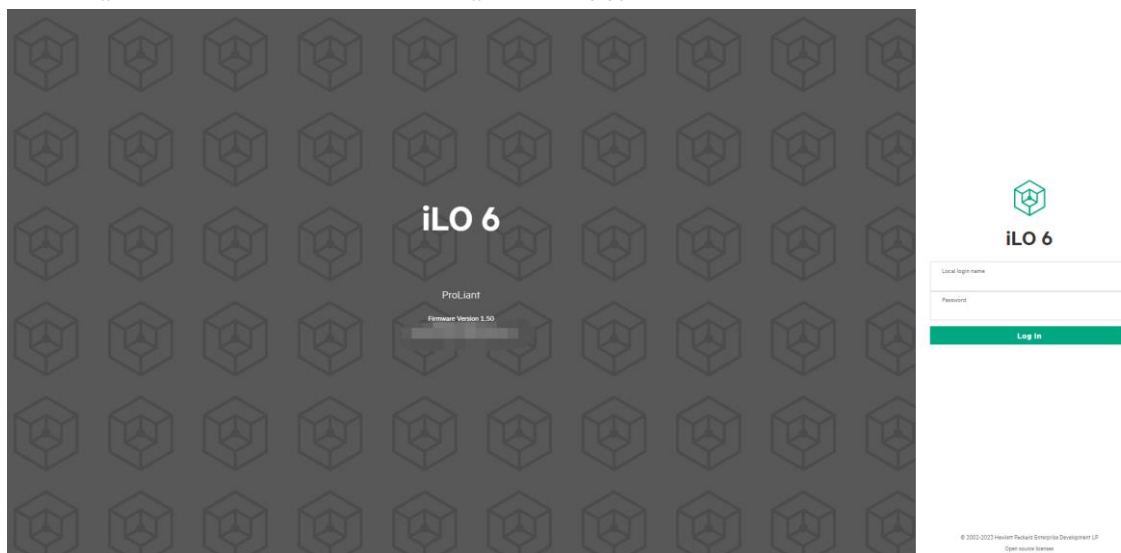 iLO 6
ProLiant
Firmware Version 1.50
iLO 6
Local login name
Password
Log In
© 2002-2023 Hewlett Packard Enterprise Development LP
Open source licenses